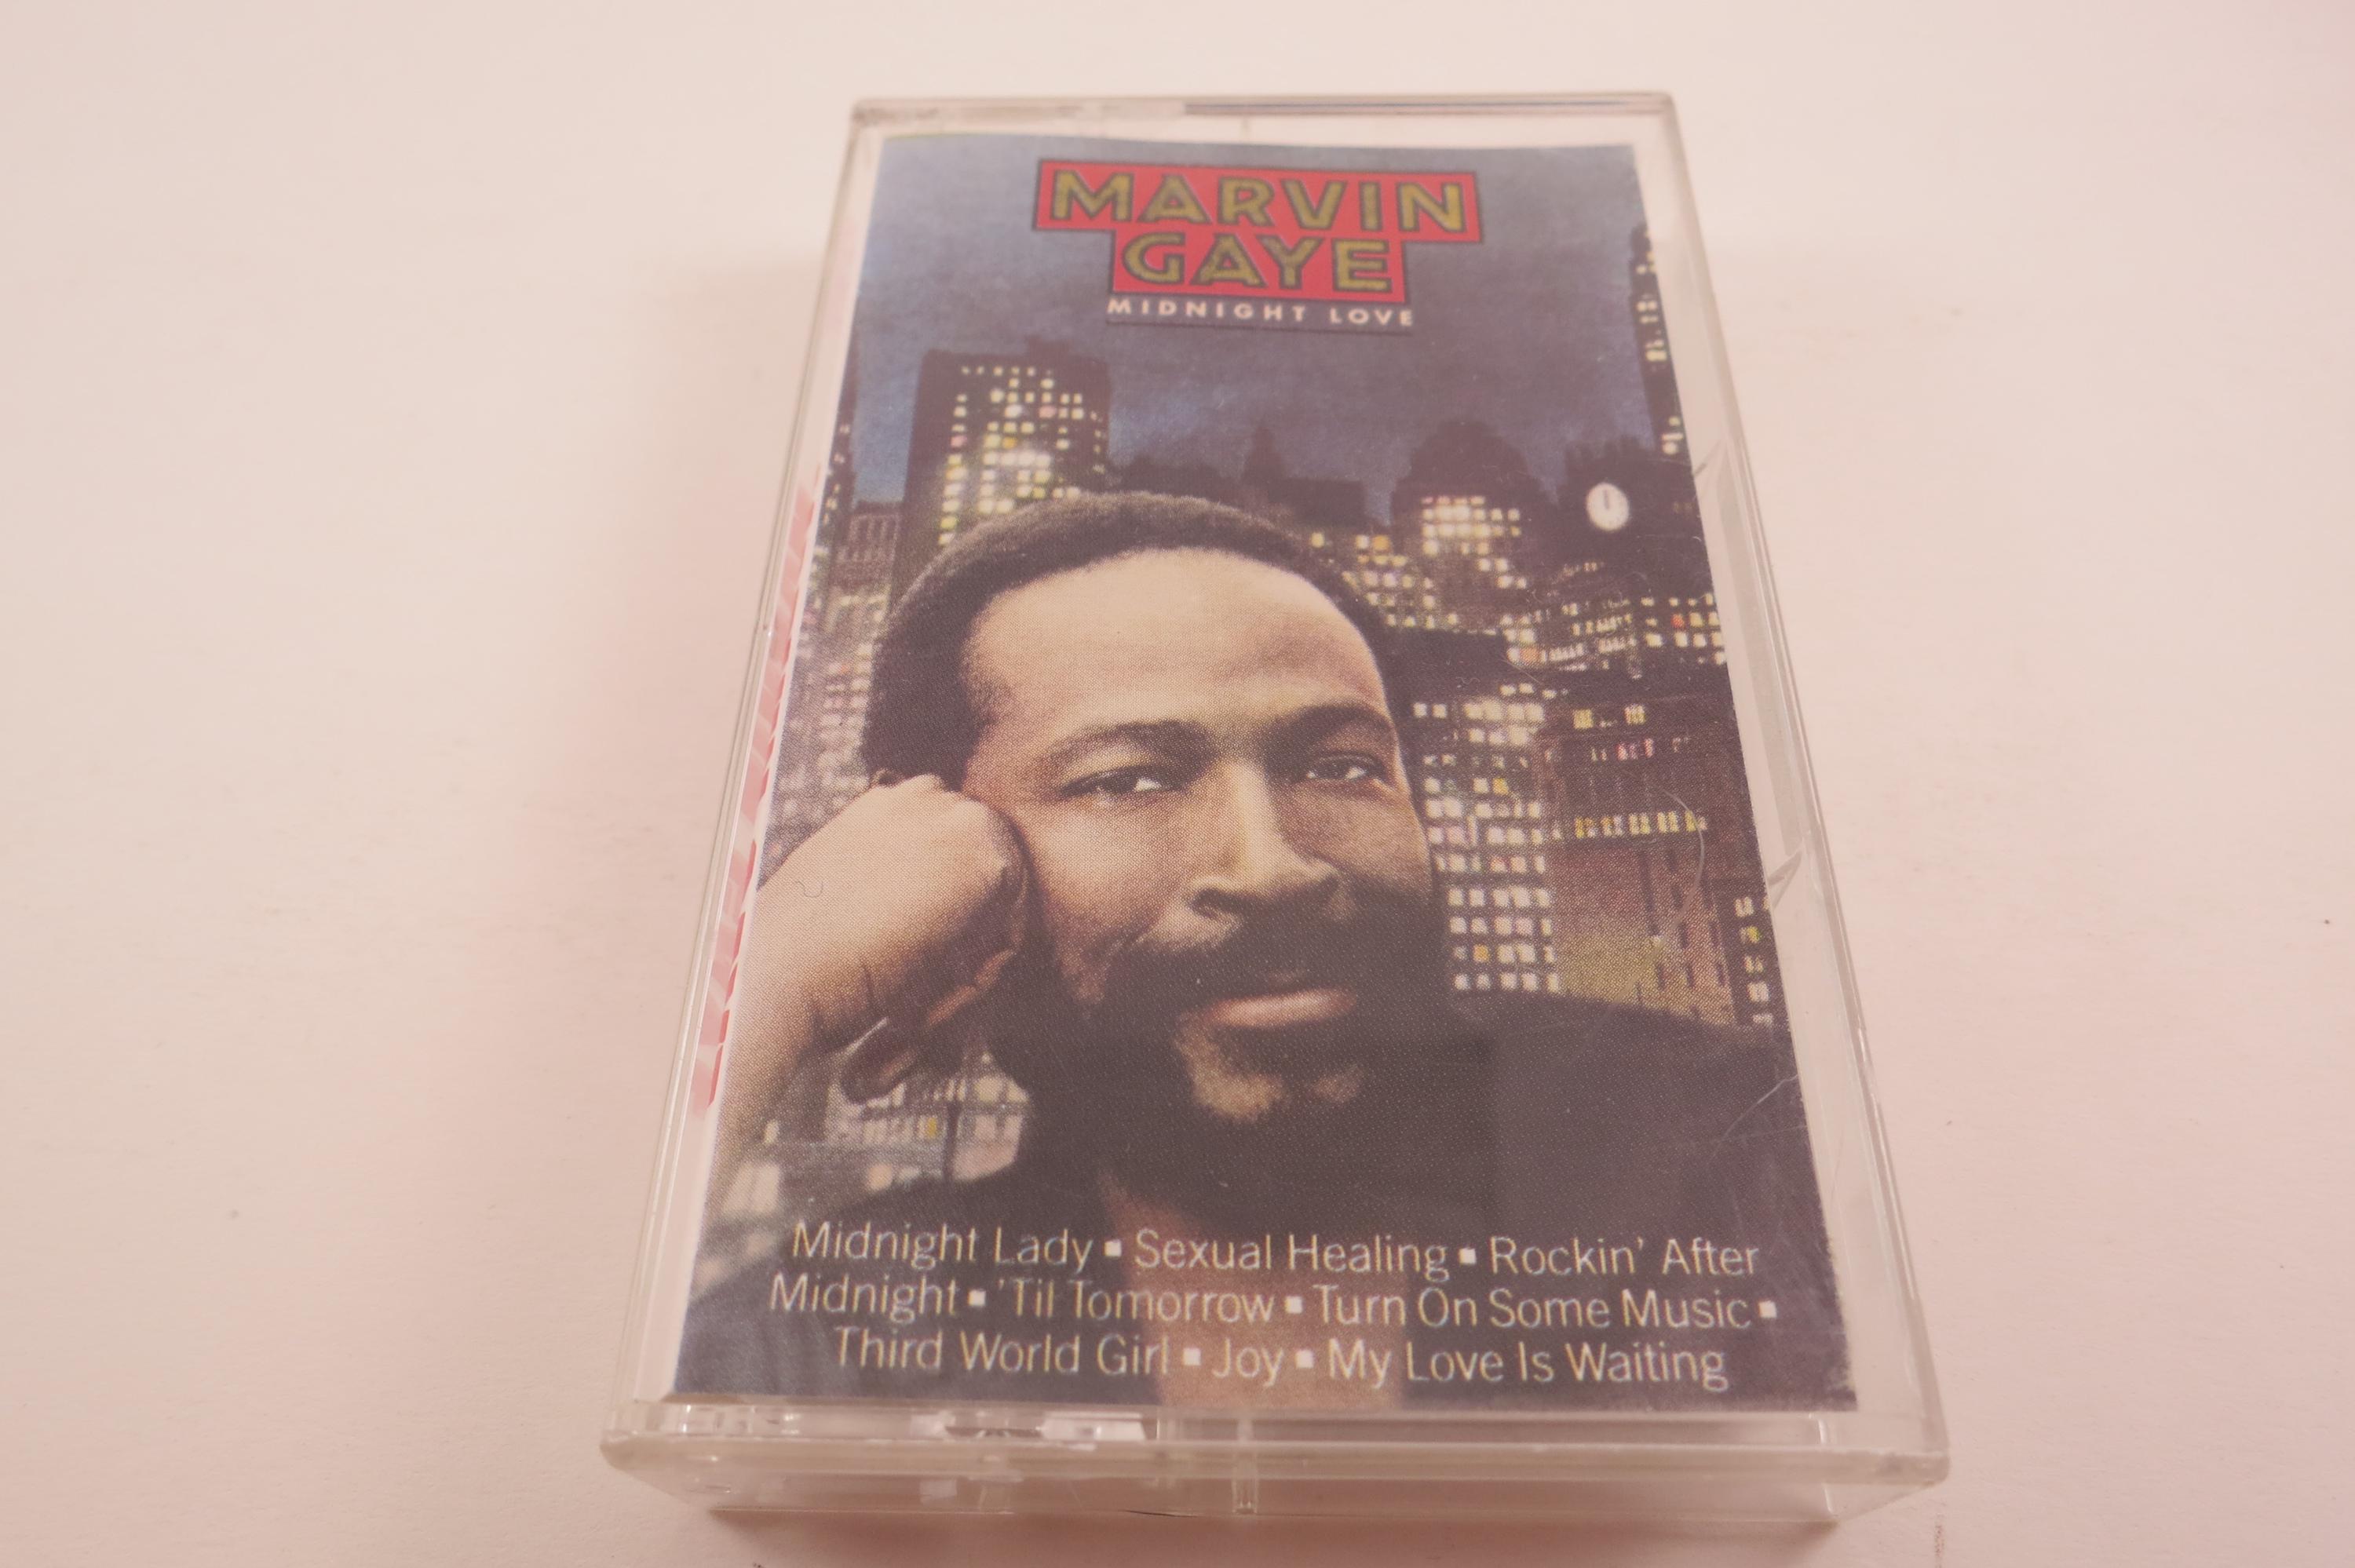 MARVIN
GAYE
MIDNIGHT LOVE
Midnight Lady ▪ Sexual Healing ▪ Rockin' After
Midnight ▪ 'Til Tomorrow ▪ Turn On Some Music ▪
Third World Girl ▪ Joy ▪ My Love Is Waiting